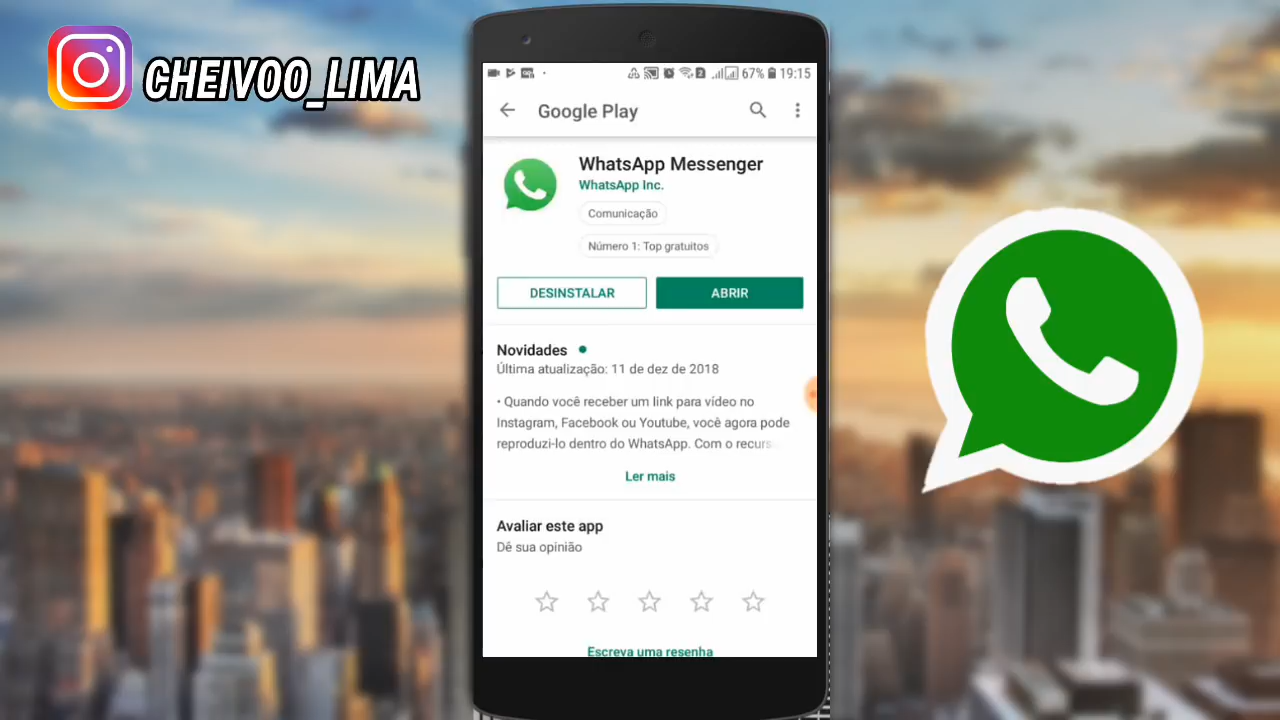 CHEIVOO_LIMA
67% 19:15
Google Play
WhatsApp Messenger
WhatsApp Inc.
Comunicação
Número 1: Top gratuitos
DESINSTALAR
ABRIR
Novidades
Última atualização: 11 de dez de 2018
• Quando você receber um link para vídeo no
Instagram, Facebook ou Youtube, você agora pode
reproduzi-lo dentro do WhatsApp. Com o recurs
Ler mais
Avaliar este app
Dê sua opinião
Escreva uma resenha